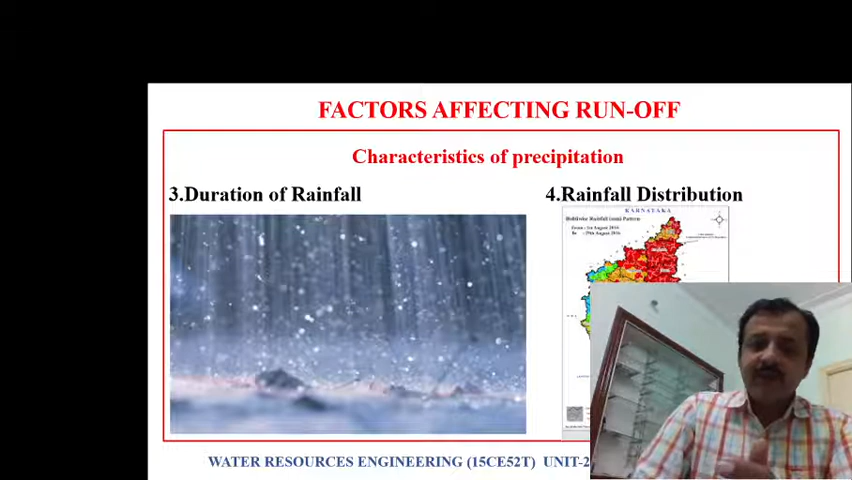 FACTORS AFFECTING RUN-OFF
Characteristics of precipitation
3.Duration of Rainfall
4.Rainfall Distribution
KARNATAKA
WATER RESOURCES ENGINEERING (15CE52T) UNIT-2